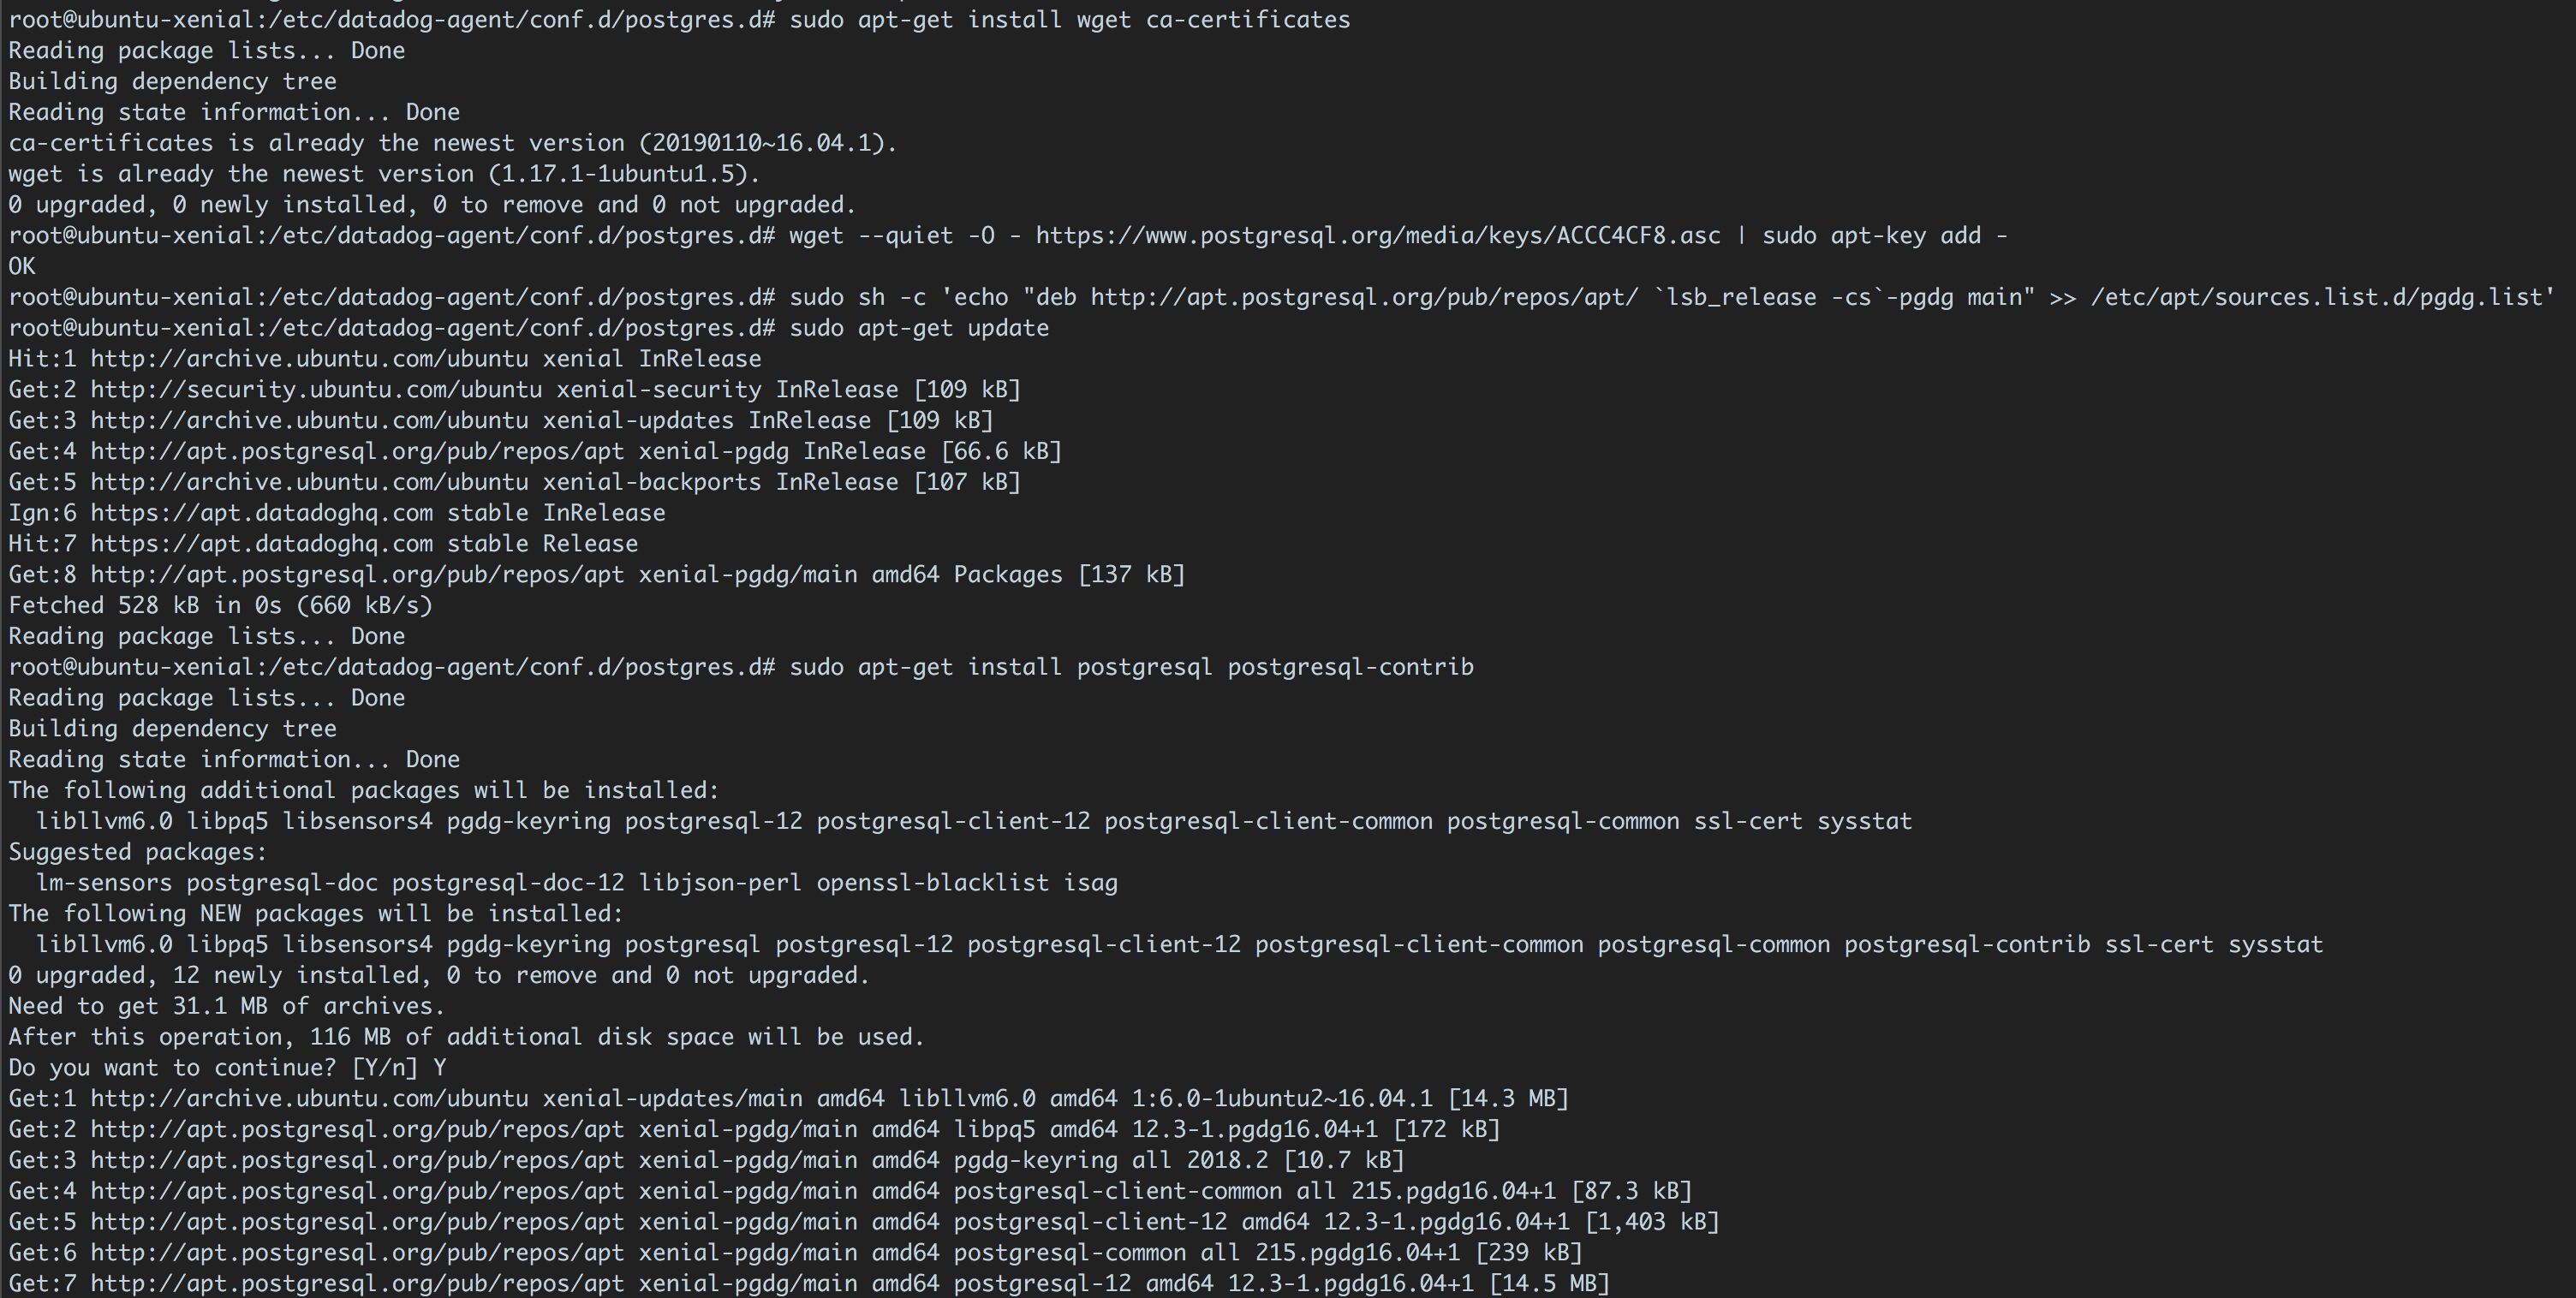 root@ubuntu-xenial:/etc/datadog-agent/conf.d/postgres.d# sudo apt-get install wget ca-certificates
Reading package lists... Done
Building dependency tree
Reading state information... Done
ca-certificates is already the newest version (20190110~16.04.1).
wget is already the newest version (1.17.1-1ubuntu1.5).
0 upgraded, 0 newly installed, 0 to remove and 0 not upgraded.
root@ubuntu-xenial:/etc/datadog-agent/conf.d/postgres.d# wget --quiet -O - https://www.postgresql.org/media/keys/ACCC4CF8.asc | sudo apt-key add -
OK
root@ubuntu-xenial:/etc/datadog-agent/conf.d/postgres.d# sudo sh -c 'echo "deb http://apt.postgresql.org/pub/repos/apt/ `lsb_release -cs`-pgdg main" >> /etc/apt/sources.list.d/pgdg.list'
root@ubuntu-xenial:/etc/datadog-agent/conf.d/postgres.d# sudo apt-get update
Hit:1 http://archive.ubuntu.com/ubuntu xenial InRelease
Get:2 http://security.ubuntu.com/ubuntu xenial-security InRelease [109 kB]
Get:3 http://archive.ubuntu.com/ubuntu xenial-updates InRelease [109 kB]
Get:4 http://apt.postgresql.org/pub/repos/apt xenial-pgdg InRelease [66.6 kB]
Get:5 http://archive.ubuntu.com/ubuntu xenial-backports InRelease [107 kB]
Ign:6 https://apt.datadoghq.com stable InRelease
Hit:7 https://apt.datadoghq.com stable Release
Get:8 http://apt.postgresql.org/pub/repos/apt xenial-pgdg/main amd64 Packages [137 kB]
Fetched 528 kB in 0s (660 kB/s)
Reading package lists... Done
root@ubuntu-xenial:/etc/datadog-agent/conf.d/postgres.d# sudo apt-get install postgresql postgresql-contrib
Reading package lists... Done
Building dependency tree
Reading state information... Done
The following additional packages will be installed:
  libllvm6.0 libpq5 libsensors4 pgdg-keyring postgresql-12 postgresql-client-12 postgresql-client-common postgresql-common ssl-cert sysstat
Suggested packages:
  lm-sensors postgresql-doc postgresql-doc-12 libjson-perl openssl-blacklist isag
The following NEW packages will be installed:
  libllvm6.0 libpq5 libsensors4 pgdg-keyring postgresql postgresql-12 postgresql-client-12 postgresql-client-common postgresql-common postgresql-contrib ssl-cert sysstat
0 upgraded, 12 newly installed, 0 to remove and 0 not upgraded.
Need to get 31.1 MB of archives.
After this operation, 116 MB of additional disk space will be used.
Do you want to continue? [Y/n] Y
Get:1 http://archive.ubuntu.com/ubuntu xenial-updates/main amd64 libllvm6.0 amd64 1:6.0-1ubuntu2~16.04.1 [14.3 MB]
Get:2 http://apt.postgresql.org/pub/repos/apt xenial-pgdg/main amd64 libpq5 amd64 12.3-1.pgdg16.04+1 [172 kB]
Get:3 http://apt.postgresql.org/pub/repos/apt xenial-pgdg/main amd64 pgdg-keyring all 2018.2 [10.7 kB]
Get:4 http://apt.postgresql.org/pub/repos/apt xenial-pgdg/main amd64 postgresql-client-common all 215.pgdg16.04+1 [87.3 kB]
Get:5 http://apt.postgresql.org/pub/repos/apt xenial-pgdg/main amd64 postgresql-client-12 amd64 12.3-1.pgdg16.04+1 [1,403 kB]
Get:6 http://apt.postgresql.org/pub/repos/apt xenial-pgdg/main amd64 postgresql-common all 215.pgdg16.04+1 [239 kB]
Get:7 http://apt.postgresql.org/pub/repos/apt xenial-pgdg/main amd64 postgresql-12 amd64 12.3-1.pgdg16.04+1 [14.5 MB]